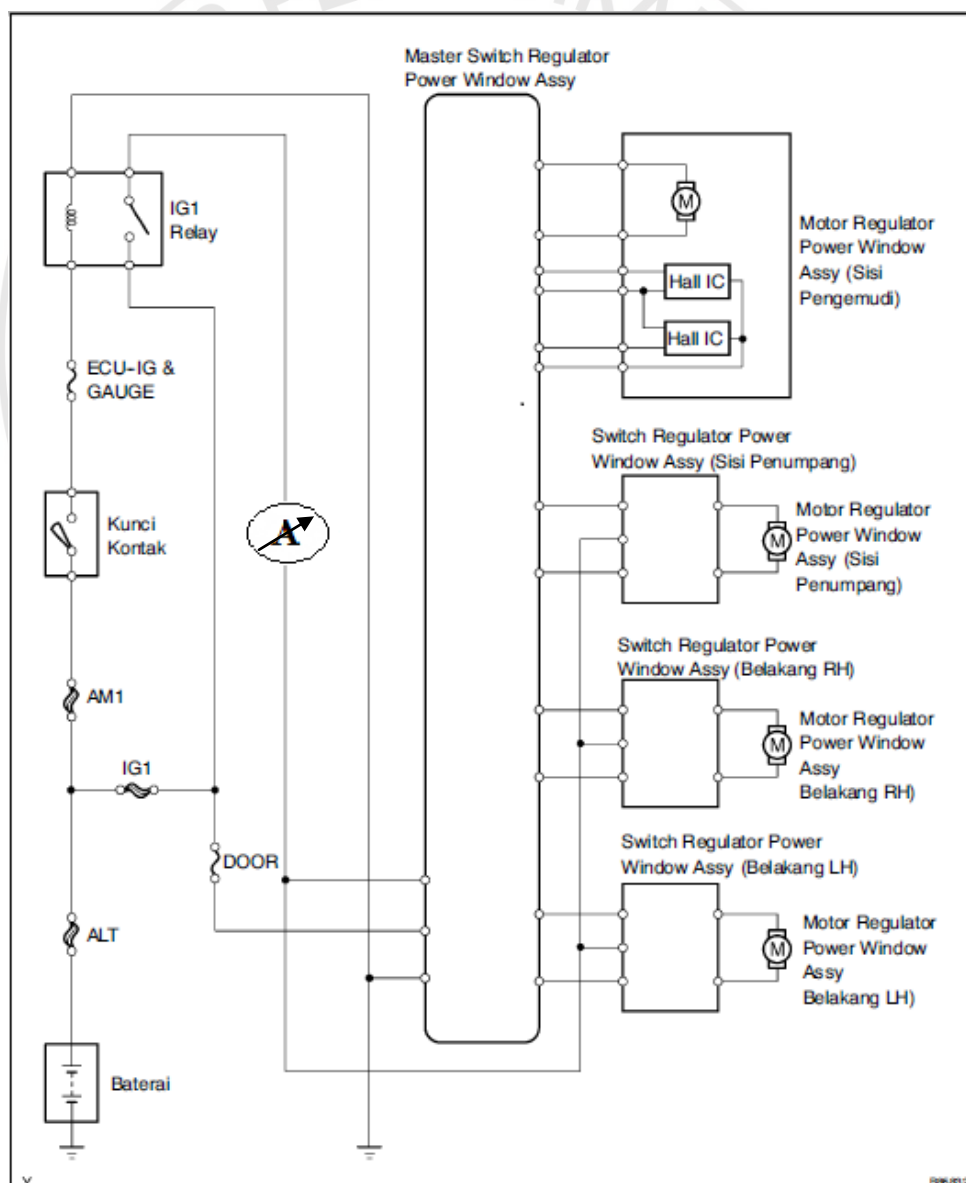 Master Switch Regulator
Power Window Assy
IG1
Relay
M
Motor Regulator
Power Window
Assy (Sisi
Pengemudi)
Hall IC
Hall IC
ECU-IG &
GAUGE
Switch Regulator Power
Window Assy (Sisi Penumpang)
Kunci
Kontak
A
M
Motor Regulator
Power Window
Assy (Sisi
Penumpang)
Switch Regulator Power
Window Assy (Belakang RH)
AM1
M
Motor Regulator
Power Window
Assy
Belakang RH)
IG1
DOOR
Switch Regulator Power
Window Assy (Belakang LH)
ALT
M
Motor Regulator
Power Window
Assy
Belakang LH)
Baterai